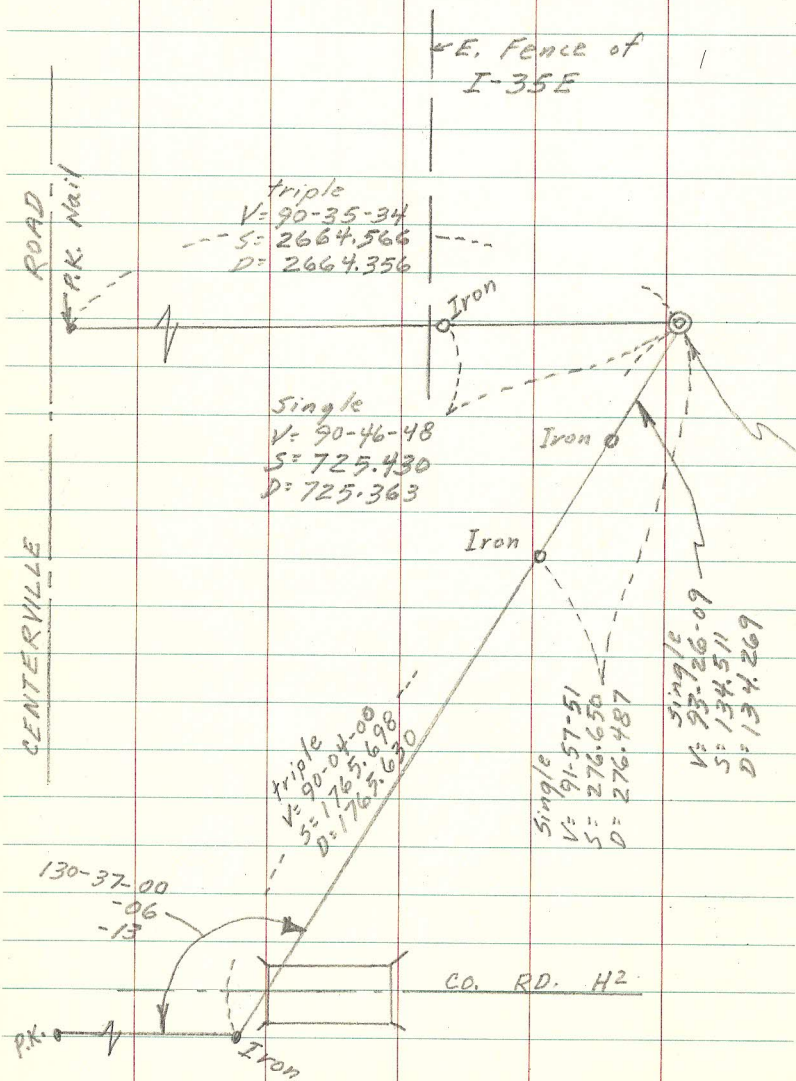 E. Fence of
I-35E
ROAD
P.K. Nail
triple
V= 90-35-34
S= 2664.566
D= 2664.356
Iron
Single
V= 90-46-48
S= 725.430
D= 725.363
Iron
Iron
CENTERVILLE
triple
V= 90-04-00
S= 1765.698
D= 1765.630
Single
V= 91-57-51
S= 276.650
D= 276.487
Single
V= 93-26-09
S= 134.511
D= 134.269
130-37-00
-06
-13
CO. RD. H2
P.K.
Iron